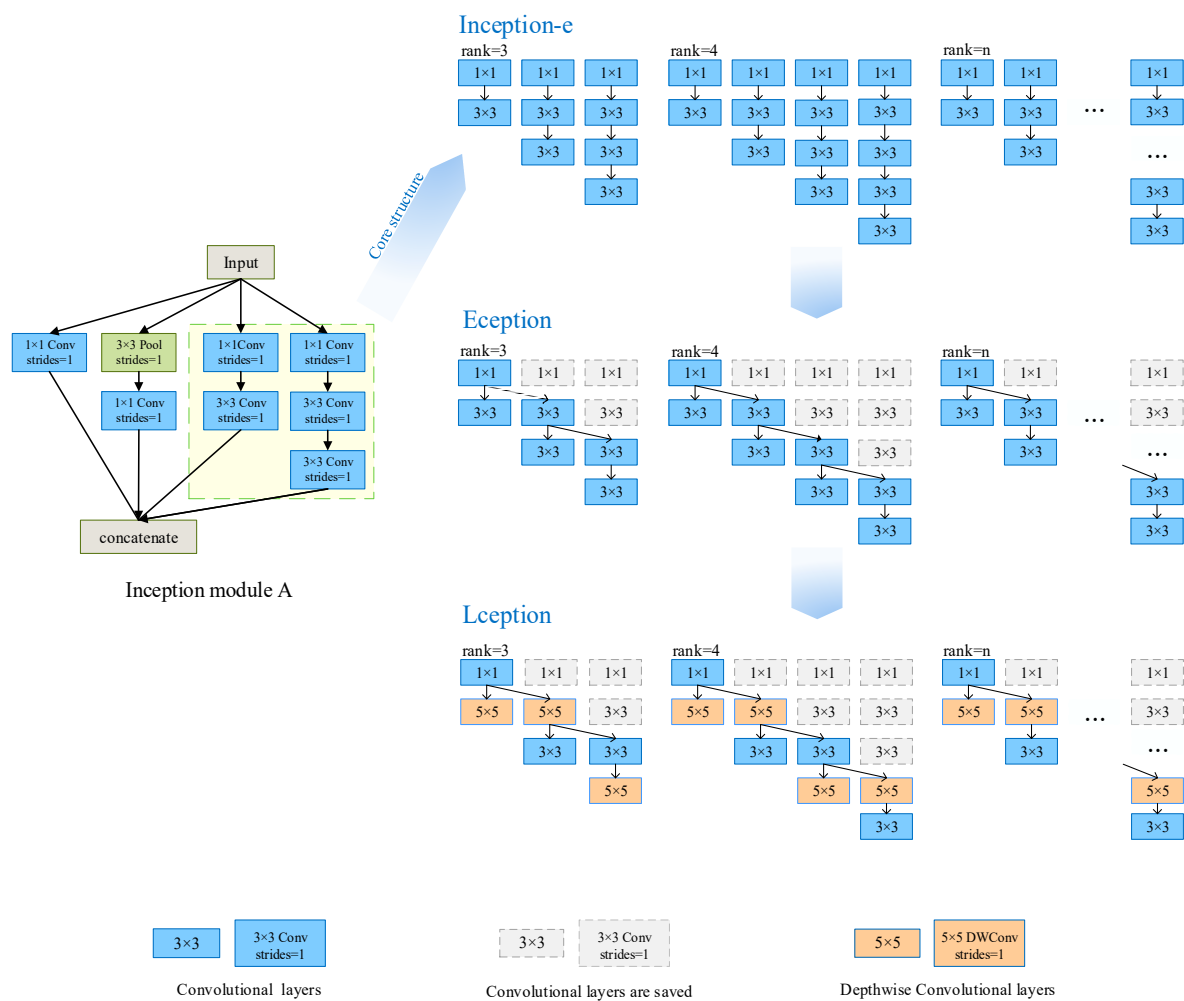 Inception-e
rank=3 rank=4 rank=n
1×1 1×1 1×1 1×1 1×1 1×1 1×1 1×1 1×1 1×1
3×3 3×3 3×3 3×3 3×3 3×3 3×3 3×3 3×3 ... 3×3
3×3 3×3 3×3 3×3 3×3 3×3 ...
3×3 3×3 3×3 3×3
3×3 3×3
Core structure
Input
1×1 Conv
strides=1
3×3 Pool
strides=1
1×1Conv
strides=1
1×1 Conv
strides=1
1×1 Conv
strides=1
3×3 Conv
strides=1
3×3 Conv
strides=1
3×3 Conv
strides=1
concatenate
Inception module A
Eception
rank=3 rank=4 rank=n
1×1 1×1 1×1 1×1 1×1 1×1 1×1 1×1 1×1 1×1
3×3 3×3 3×3 3×3 3×3 3×3 3×3 3×3 3×3 ... 3×3
3×3 3×3 3×3 3×3 3×3 3×3 ...
3×3 3×3 3×3 3×3
3×3 3×3
Lception
rank=3 rank=4 rank=n
1×1 1×1 1×1 1×1 1×1 1×1 1×1 1×1 1×1 1×1
5×5 5×5 3×3 5×5 5×5 3×3 3×3 5×5 5×5 ... 3×3
3×3 3×3 3×3 3×3 3×3 3×3 ...
5×5 5×5 5×5 5×5
3×3 3×3
3×3
3×3 Conv
strides=1
Convolutional layers
3×3
3×3 Conv
strides=1
Convolutional layers are saved
5×5
5×5 DWConv
strides=1
Depthwise Convolutional layers